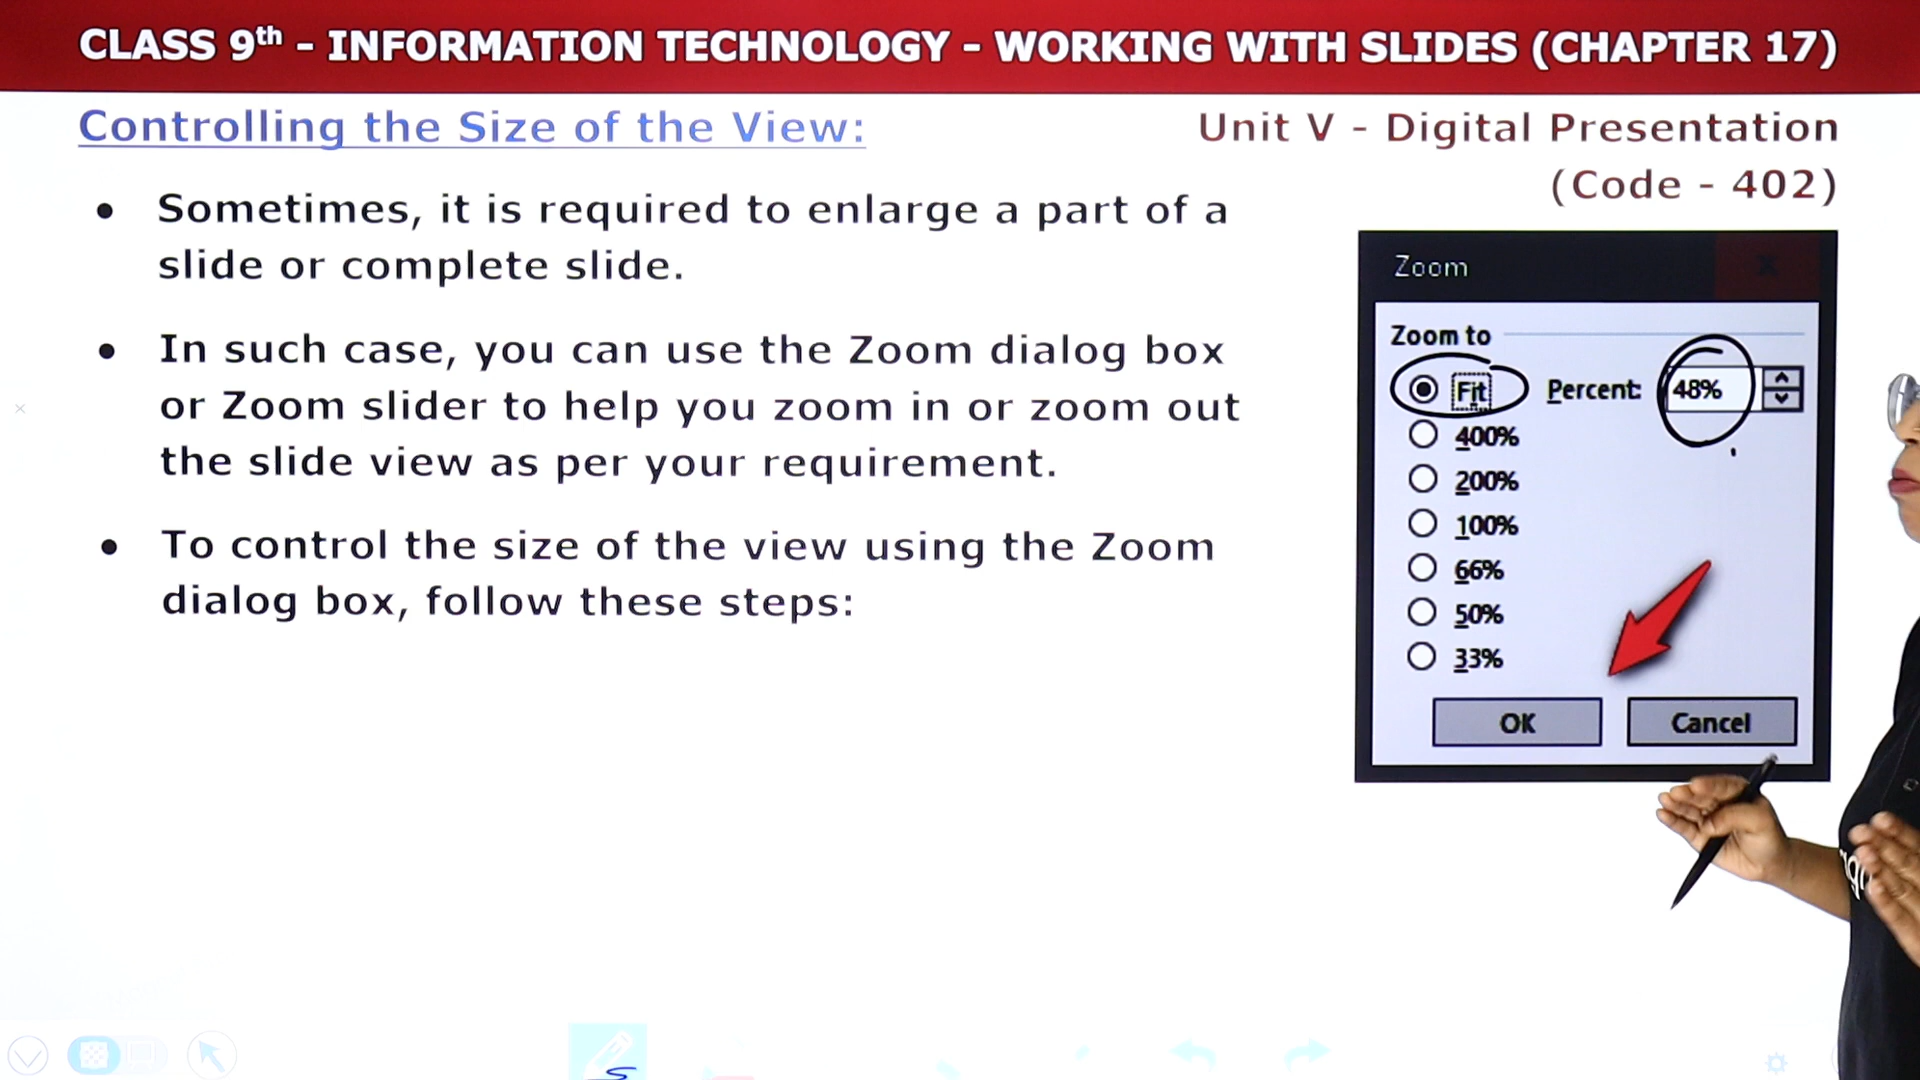 CLASS 9th - INFORMATION TECHNOLOGY - WORKING WITH SLIDES (CHAPTER 17)
Controlling the Size of the View:
Unit V - Digital Presentation
(Code - 402)
• Sometimes, it is required to enlarge a part of a
slide or complete slide.
• In such case, you can use the Zoom dialog box
or Zoom slider to help you zoom in or zoom out
the slide view as per your requirement.
• To control the size of the view using the Zoom
dialog box, follow these steps:
Zoom
Zoom to
Fit
Percent: 48%
400%
200%
100%
66%
50%
33%
OK
Cancel